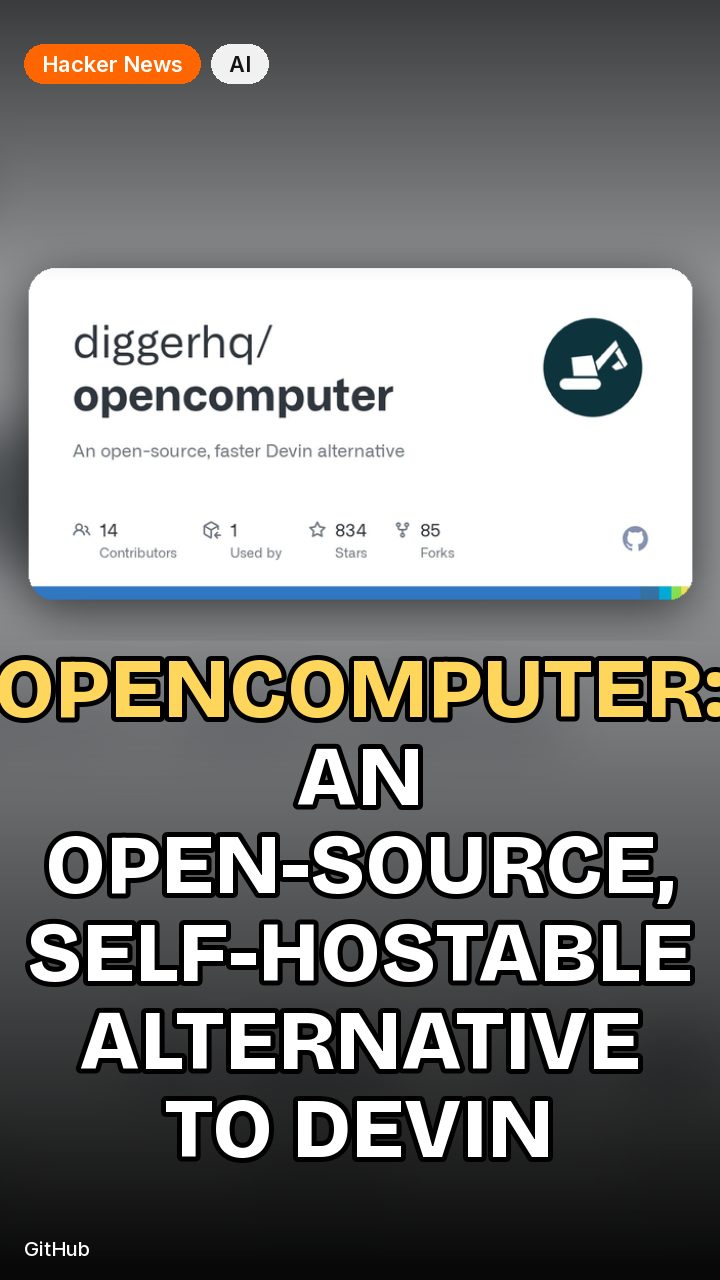 Hacker News
AI
diggerhq/
opencomputer
An open-source, faster Devin alternative
14
Contributors
1
Used by
834
Stars
85
Forks
OPENCOMPUTER:
AN
OPEN-SOURCE,
SELF-HOSTABLE
ALTERNATIVE
TO DEVIN
GitHub